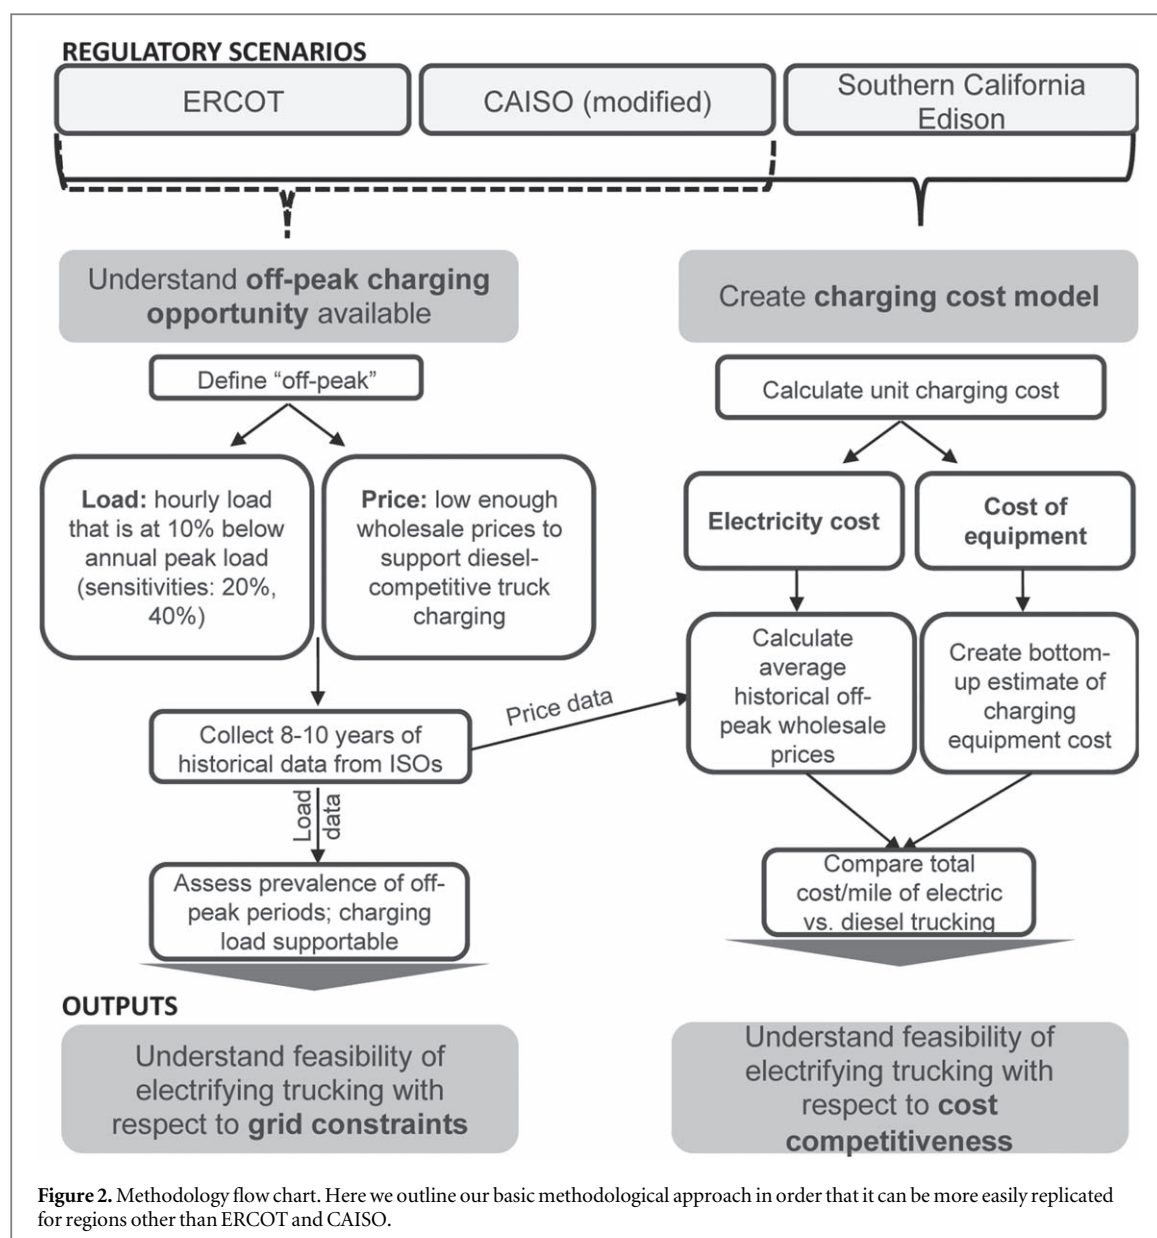 REGULATORY SCENARIOS
ERCOT
CAISO (modified)
Southern California
Edison
Understand off-peak charging
opportunity available
Create charging cost model
Define “off-peak”
Calculate unit charging cost
Load: hourly load
that is at 10% below
annual peak load
(sensitivities: 20%,
40%)
Price: low enough
wholesale prices to
support diesel-
competitive truck
charging
Electricity cost
Cost of
equipment
Calculate
average
historical off-
peak wholesale
prices
Create bottom-
up estimate of
charging
equipment cost
Collect 8-10 years of
historical data from ISOs
Price data
Load
data
Assess prevalence of off-
peak periods; charging
load supportable
Compare total
cost/mile of electric
vs. diesel trucking
OUTPUTS
Understand feasibility of
electrifying trucking with
respect to grid constraints
Understand feasibility of
electrifying trucking with
respect to cost
competitiveness
Figure 2. Methodology flow chart. Here we outline our basic methodological approach in order that it can be more easily replicated
for regions other than ERCOT and CAISO.